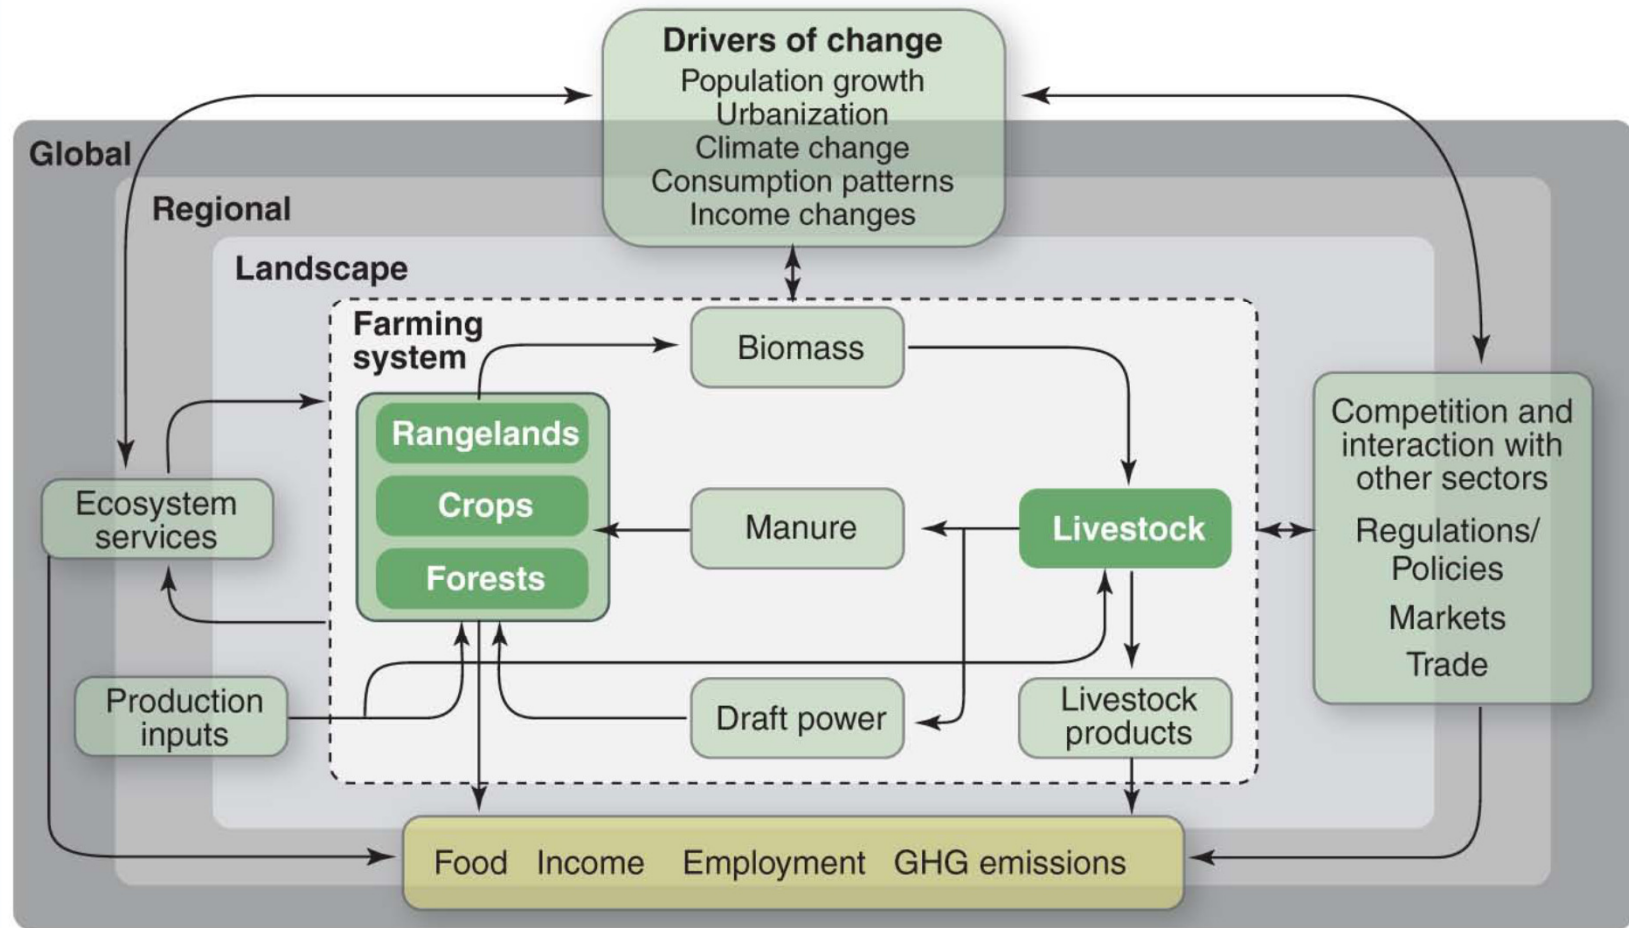 Drivers of change
Population growth
Urbanization
Climate change
Consumption patterns
Income changes
Global
Regional
Landscape
Farming
system
Biomass
Rangelands
Crops
Forests
Manure
Livestock
Draft power
Livestock
products
Ecosystem
services
Production
inputs
Competition and
interaction with
other sectors
Regulations/
Policies
Markets
Trade
Food Income Employment GHG emissions